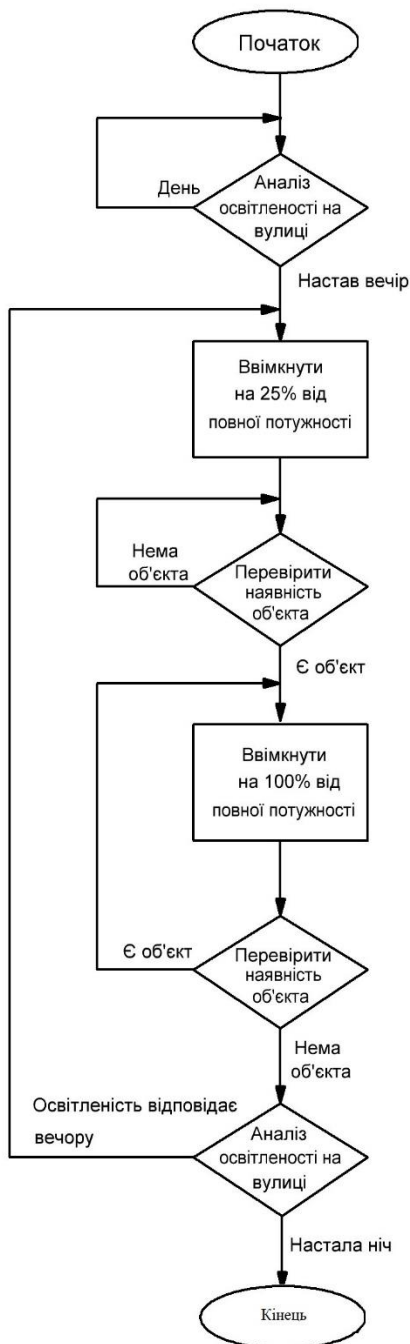 Початок
День
Аналіз
освітленості на
вулиці
Настав вечір
Ввімкнути
на 25% від
повної потужності
Нема
об'єкта
Перевірити
наявність
об'єкта
Є об'єкт
Ввімкнути
на 100% від
повної потужності
Є об'єкт
Перевірити
наявність
об'єкта
Нема
об'єкта
Освітленість відповідає
вечору
Аналіз
освітленості на
вулиці
Настала ніч
Кінець